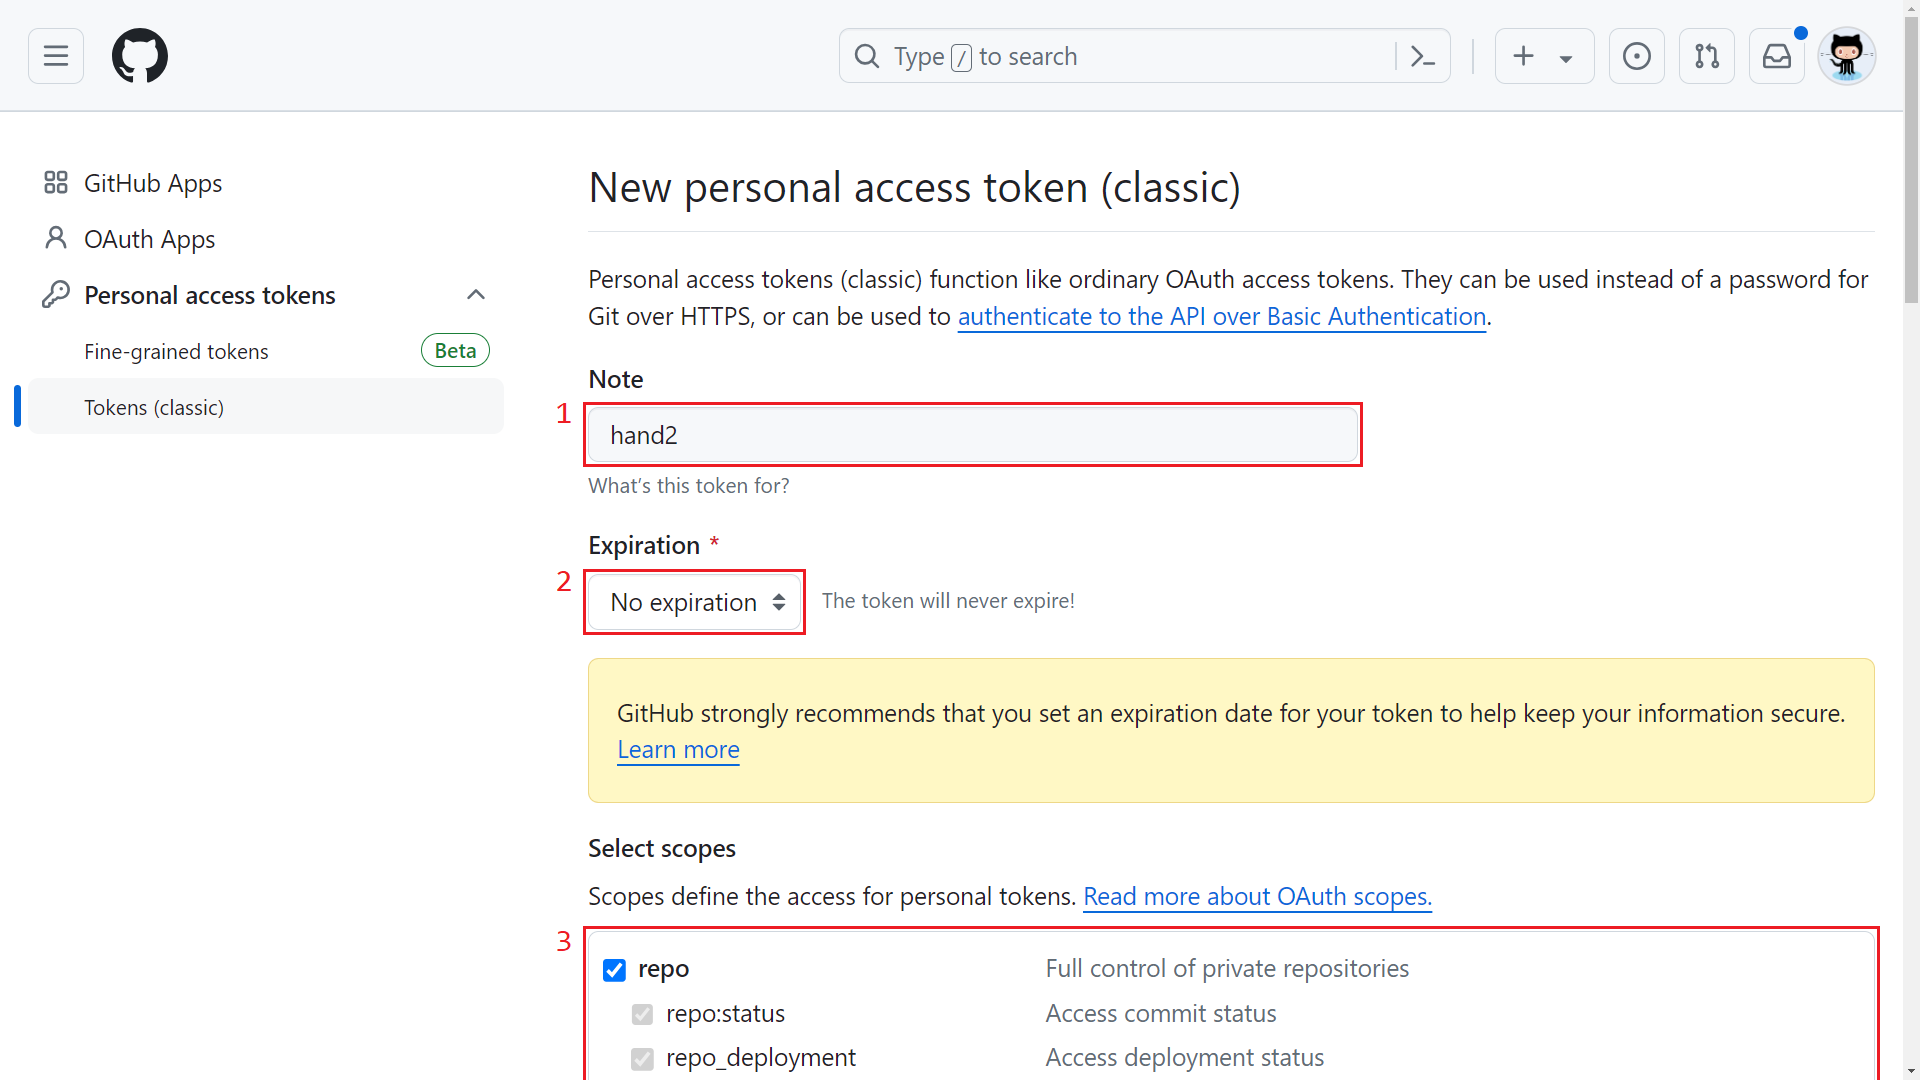 Type / to search
GitHub Apps
OAuth Apps
Personal access tokens
Fine-grained tokens Beta
Tokens (classic)
New personal access token (classic)
Personal access tokens (classic) function like ordinary OAuth access tokens. They can be used instead of a password for
Git over HTTPS, or can be used to authenticate to the API over Basic Authentication.
Note
1 hand2
What's this token for?
Expiration *
2 No expiration The token will never expire!
GitHub strongly recommends that you set an expiration date for your token to help keep your information secure.
Learn more
Select scopes
Scopes define the access for personal tokens. Read more about OAuth scopes.
3
repo Full control of private repositories
repo:status Access commit status
repo_deployment Access deployment status